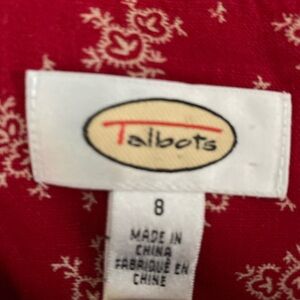 Talbots
8
MADE IN
CHINA
FABRIQUÉ EN
CHINE